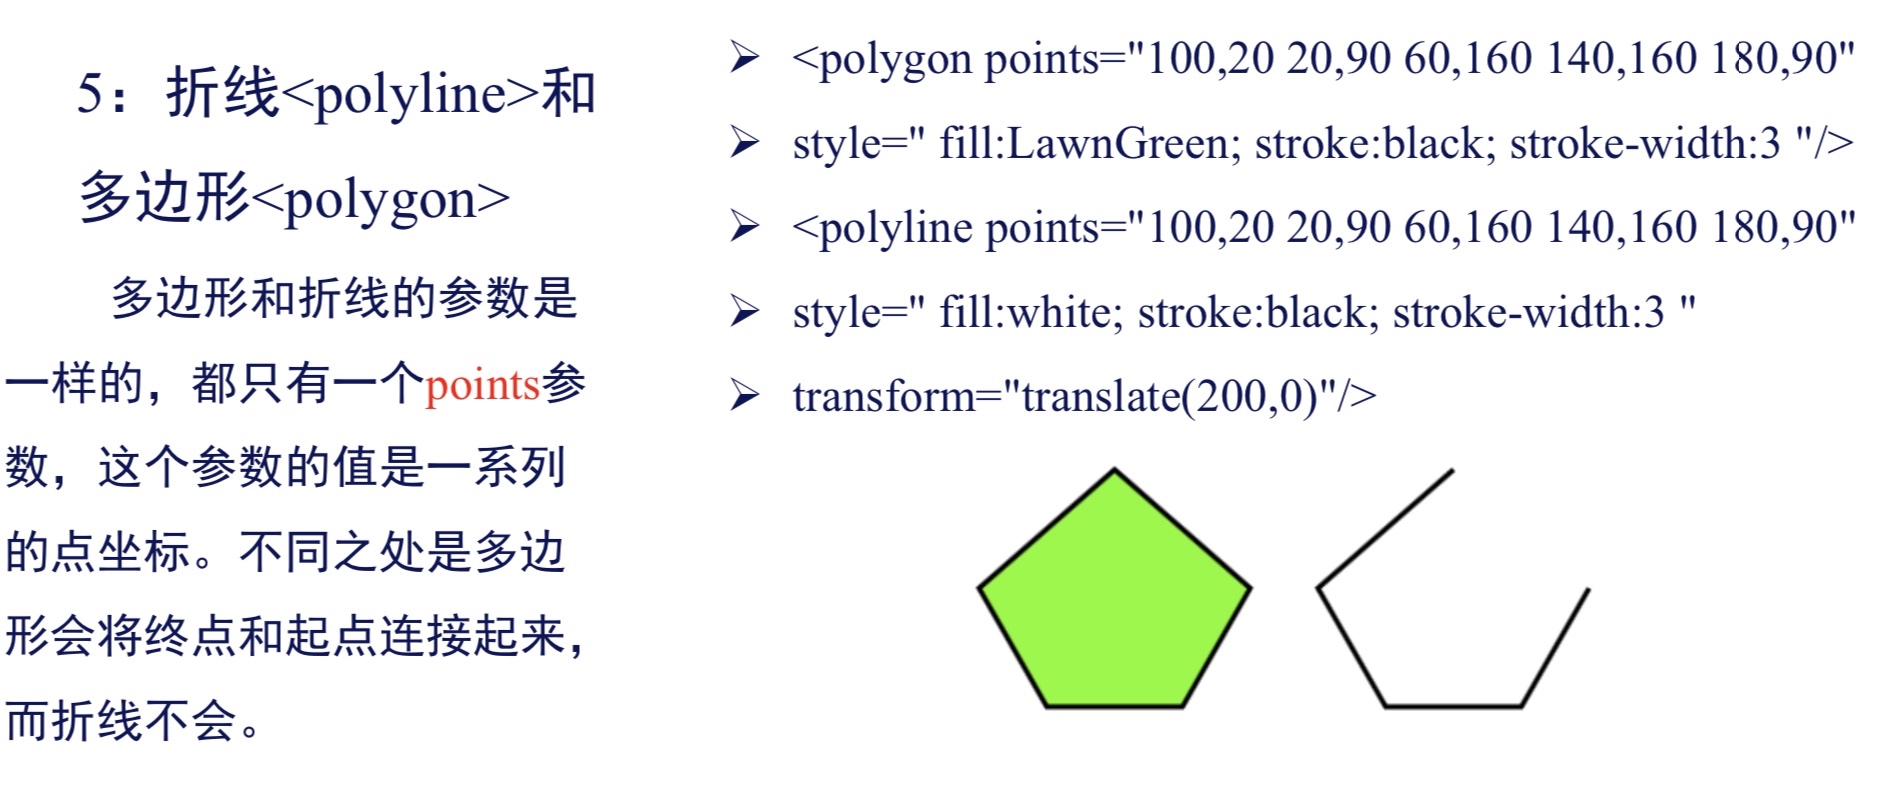 5：折线<polyline>和
多边形<polygon>
多边形和折线的参数是
一样的，都只有一个points参
数，这个参数的值是一系列
的点坐标。不同之处是多边
形会将终点和起点连接起来，
而折线不会。
➢ <polygon points="100,20 20,90 60,160 140,160 180,90"
➢ style=" fill:LawnGreen; stroke:black; stroke-width:3 "/>
➢ <polyline points="100,20 20,90 60,160 140,160 180,90"
➢ style=" fill:white; stroke:black; stroke-width:3 "
➢ transform="translate(200,0)"/>